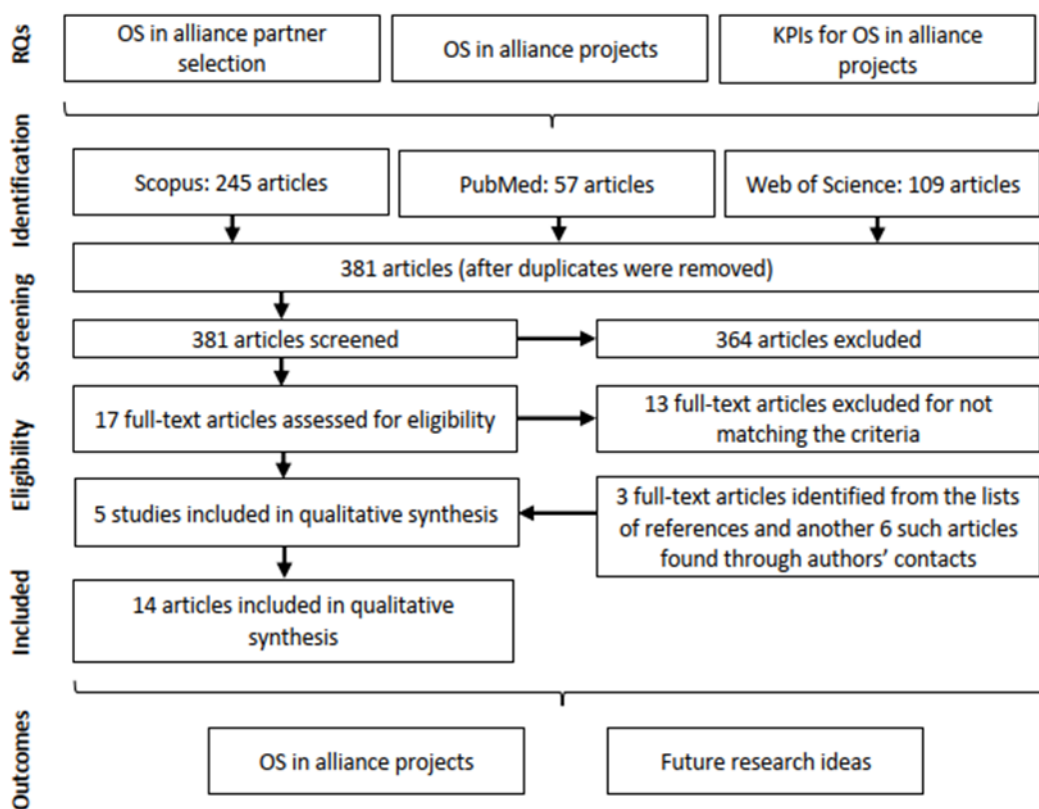 RQs
OS in alliance partner
selection
OS in alliance projects
KPIs for OS in alliance
projects
Identification
Scopus: 245 articles
PubMed: 57 articles
Web of Science: 109 articles
381 articles (after duplicates were removed)
Sscreening
381 articles screened
364 articles excluded
Eligibility
17 full-text articles assessed for eligibility
13 full-text articles excluded for not
matching the criteria
5 studies included in qualitative synthesis
3 full-text articles identified from the lists
of references and another 6 such articles
found through authors’ contacts
Included
14 articles included in qualitative
synthesis
Outcomes
OS in alliance projects
Future research ideas